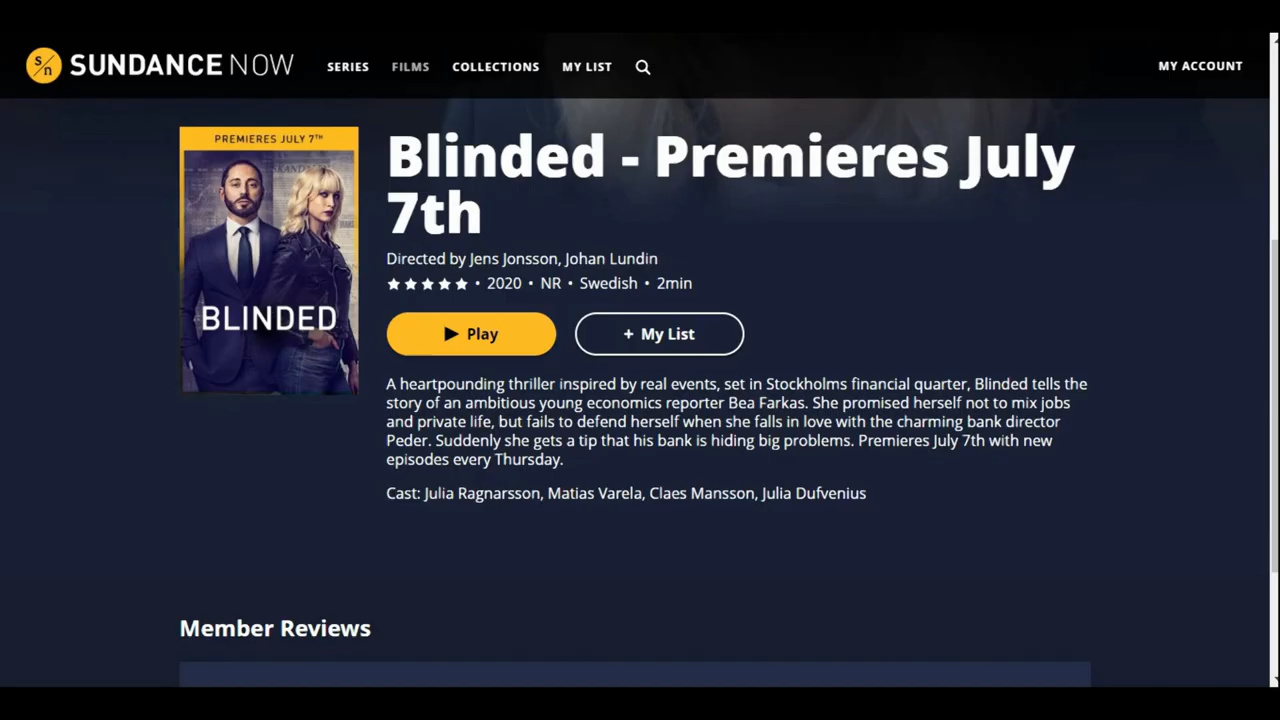 S/n SUNDANCE NOW SERIES FILMS COLLECTIONS MY LIST MY ACCOUNT
PREMIERES JULY 7TH
BLINDED
Blinded - Premieres July
7th
Directed by Jens Jonsson, Johan Lundin
★★★★★ • 2020 • NR • Swedish • 2min
Play + My List
A heartpounding thriller inspired by real events, set in Stockholms financial quarter, Blinded tells the
story of an ambitious young economics reporter Bea Farkas. She promised herself not to mix jobs
and private life, but fails to defend herself when she falls in love with the charming bank director
Peder. Suddenly she gets a tip that his bank is hiding big problems. Premieres July 7th with new
episodes every Thursday.
Cast: Julia Ragnarsson, Matias Varela, Claes Mansson, Julia Dufvenius
Member Reviews